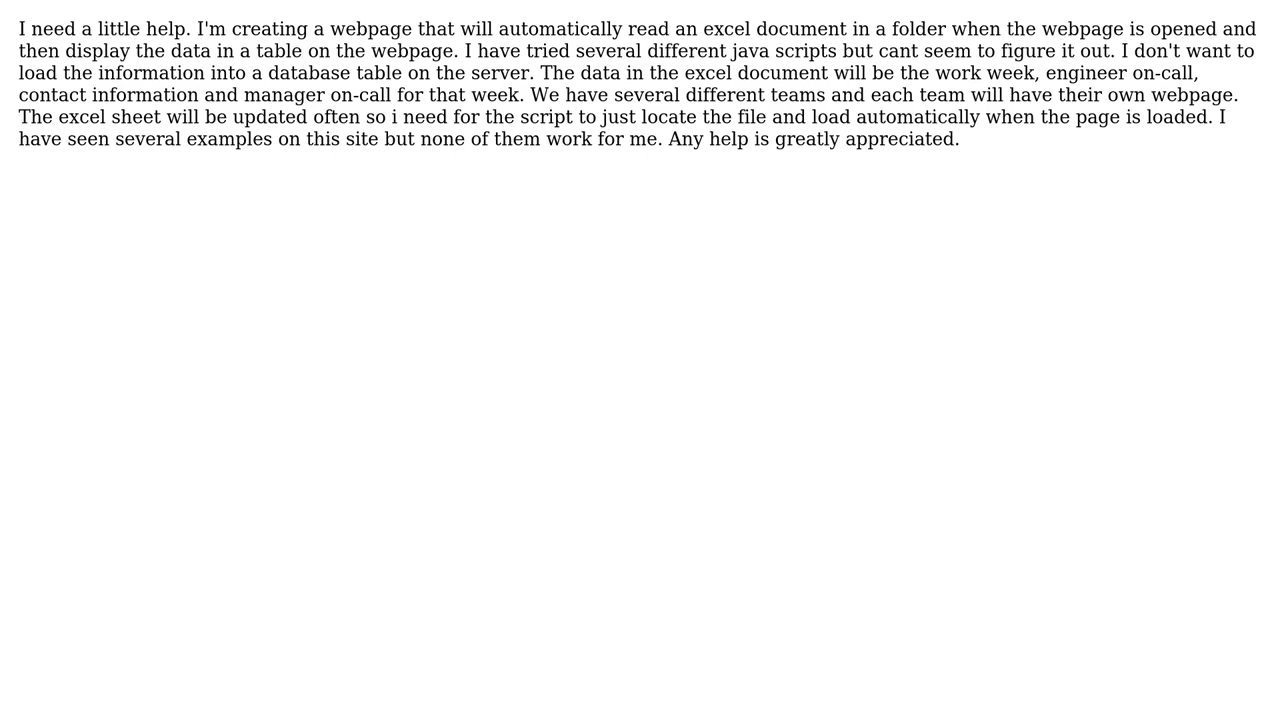 I need a little help. I'm creating a webpage that will automatically read an excel document in a folder when the webpage is opened and
then display the data in a table on the webpage. I have tried several different java scripts but cant seem to figure it out. I don't want to
load the information into a database table on the server. The data in the excel document will be the work week, engineer on-call,
contact information and manager on-call for that week. We have several different teams and each team will have their own webpage.
The excel sheet will be updated often so i need for the script to just locate the file and load automatically when the page is loaded. I
have seen several examples on this site but none of them work for me. Any help is greatly appreciated.